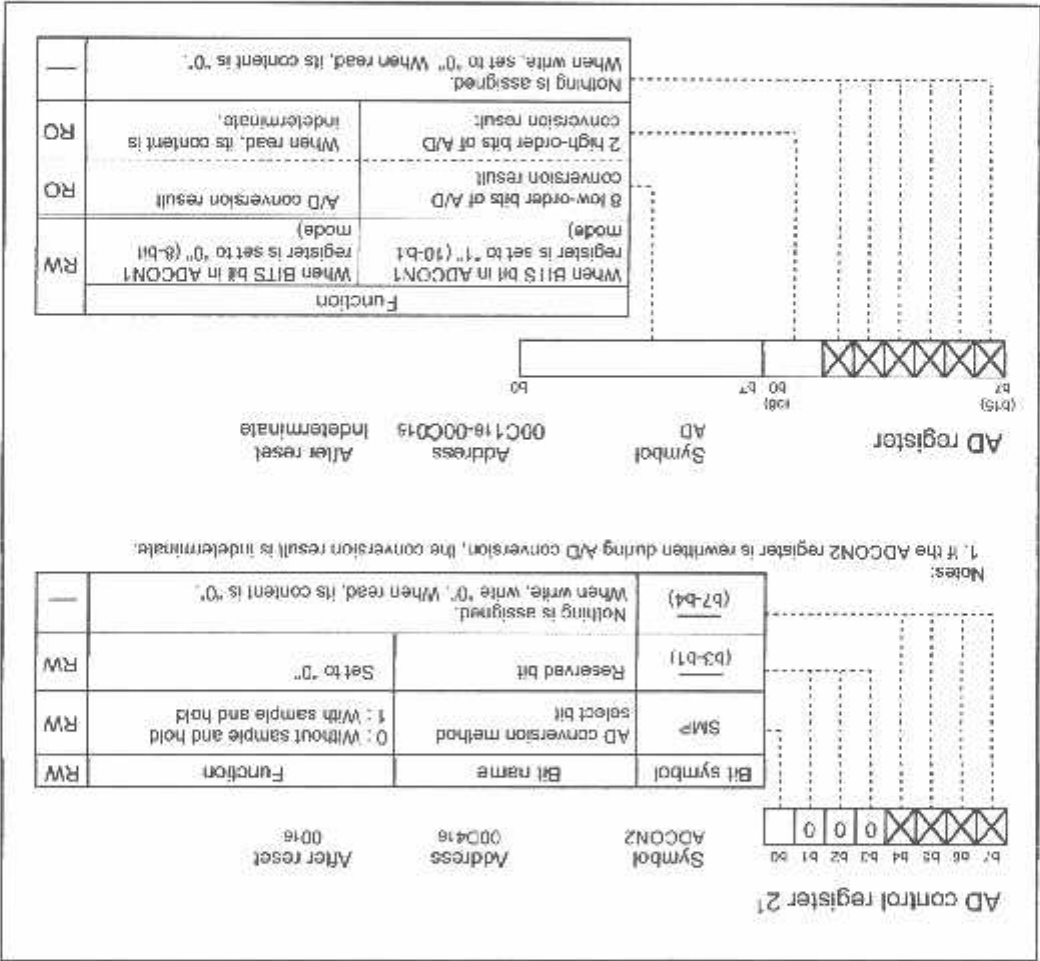 AD control register 2¹
Symbol Address After reset
ADCON2 00D4₁₆ 00₁₆
b7 b6 b5 b4 b3 b2 b1 b0
0 0 0
Bit symbol Bit name Function RW
SMP AD conversion method select bit 0 : Without sample and hold RW
1 : With sample and hold
(b3-b1) Reserved bit Set to "0" RW
(b7-b4) Nothing is assigned. —
When write, write "0". When read, its content is "0".
Notes:
1. If the ADCON2 register is rewritten during A/D conversion, the conversion result is indeterminate.
AD register
Symbol Address After reset
AD 00C1₁₆-00C0₁₆ Indeterminate
(b15) (b8)
b7 b0 b7 b0
Function
When BITS bit in ADCON1 register is set to "1" (10-bit mode) When BITS bit in ADCON1 register is set to "0" (8-bit mode) RW
8 low-order bits of A/D conversion result A/D conversion result RO
2 high-order bits of A/D conversion result When read, its content is indeterminate. RO
Nothing is assigned. —
When write, set to "0" When read, its content is "0".